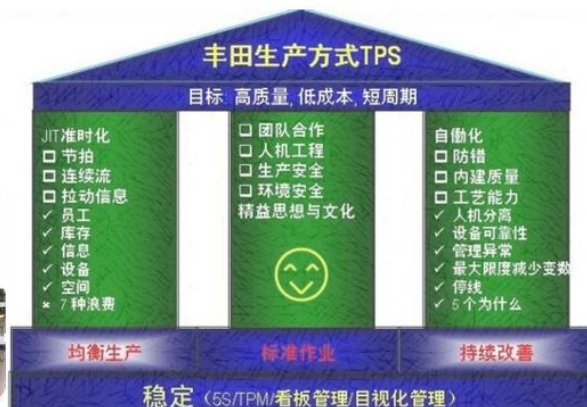 丰田生产方式TPS
目标: 高质量, 低成本, 短周期
JIT准时化
□ 节拍
□ 连续流
□ 拉动信息
✓ 员工
✓ 库存
✓ 信息
✓ 设备
✓ 空间
× 7种浪费
□ 团队合作
□ 人机工程
□ 生产安全
□ 环境安全
精益思想与文化
自働化
□ 防错
□ 内建质量
□ 工艺能力
✓ 人机分离
✓ 设备可靠性
✓ 管理异常
✓ 最大限度减少变数
✓ 停线
✓ 5个为什么
均衡生产
标准作业
持续改善
稳定（5S/TPM/看板管理/目视化管理）